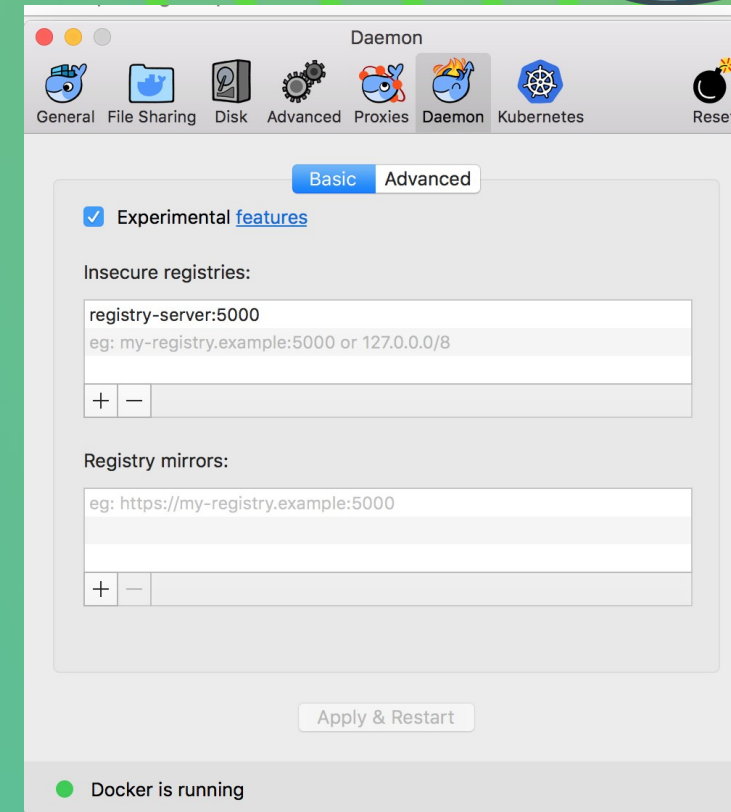 Daemon
General File Sharing Disk Advanced Proxies Daemon Kubernetes Reset
Basic Advanced
Experimental features
Insecure registries:
registry-server:5000
eg: my-registry.example:5000 or 127.0.0.0/8
+ −
Registry mirrors:
eg: https://my-registry.example:5000
+ −
Apply & Restart
Docker is running